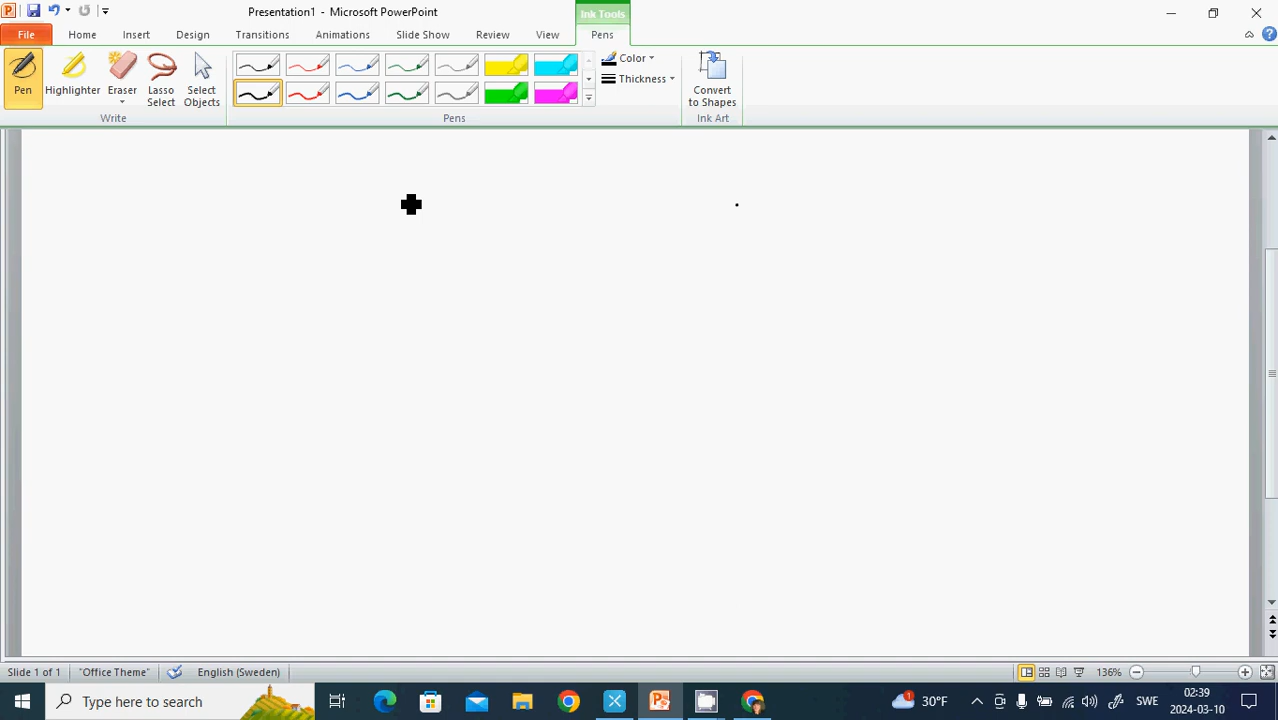 Presentation1 - Microsoft PowerPoint
Ink Tools
File Home Insert Design Transitions Animations Slide Show Review View Pens
Pen Highlighter Eraser Lasso Select Select Objects
Color
Thickness
Convert to Shapes
Write Pens Ink Art
Slide 1 of 1 "Office Theme" English (Sweden) 136%
Type here to search 1 30°F SWE 02:39
2024-03-10